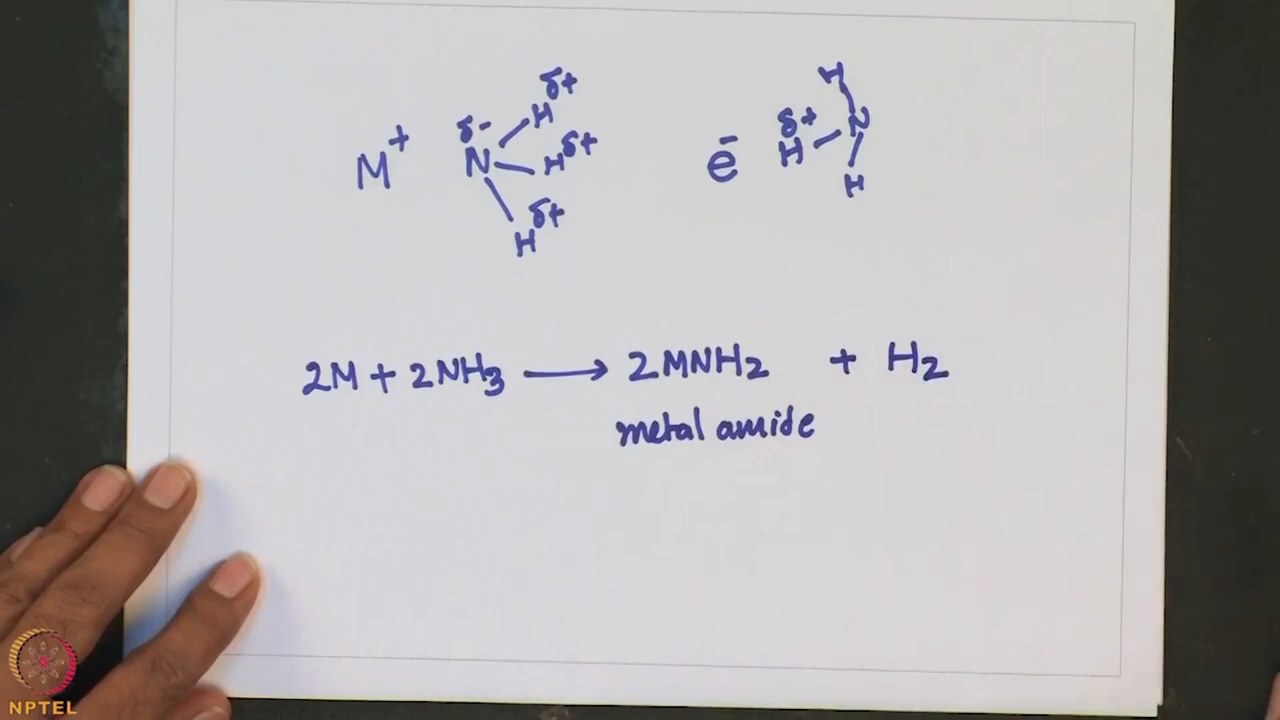 M⁺ δ- N H δ+ H δ+ H δ+ e⁻ δ+ H N H H
2M + 2NH₃ ⟶ 2MNH₂ + H₂
metal amide
NPTEL